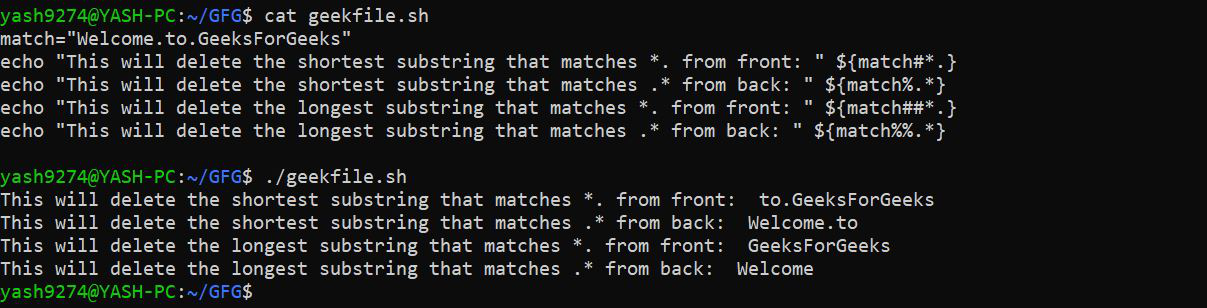 yash9274@YASH-PC:~/GFG$ cat geekfile.sh
match="Welcome.to.GeeksForGeeks"
echo "This will delete the shortest substring that matches *. from front: " ${match#*.}
echo "This will delete the shortest substring that matches .* from back: " ${match%.*}
echo "This will delete the longest substring that matches *. from front: " ${match##*.}
echo "This will delete the longest substring that matches .* from back: " ${match%%.*}

yash9274@YASH-PC:~/GFG$ ./geekfile.sh
This will delete the shortest substring that matches *. from front:  to.GeeksForGeeks
This will delete the shortest substring that matches .* from back:  Welcome.to
This will delete the longest substring that matches *. from front:  GeeksForGeeks
This will delete the longest substring that matches .* from back:  Welcome
yash9274@YASH-PC:~/GFG$